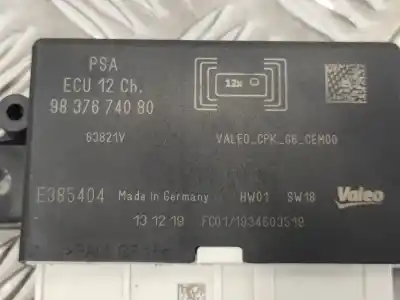 PSA
ECU 12 Ch.
98 376 740 80
12x
83821V
VALEO_CPK_G6_CEM00
E385404 Made in Germany HW01 SW18 Valeo
13.12.19 FC01/1934603519